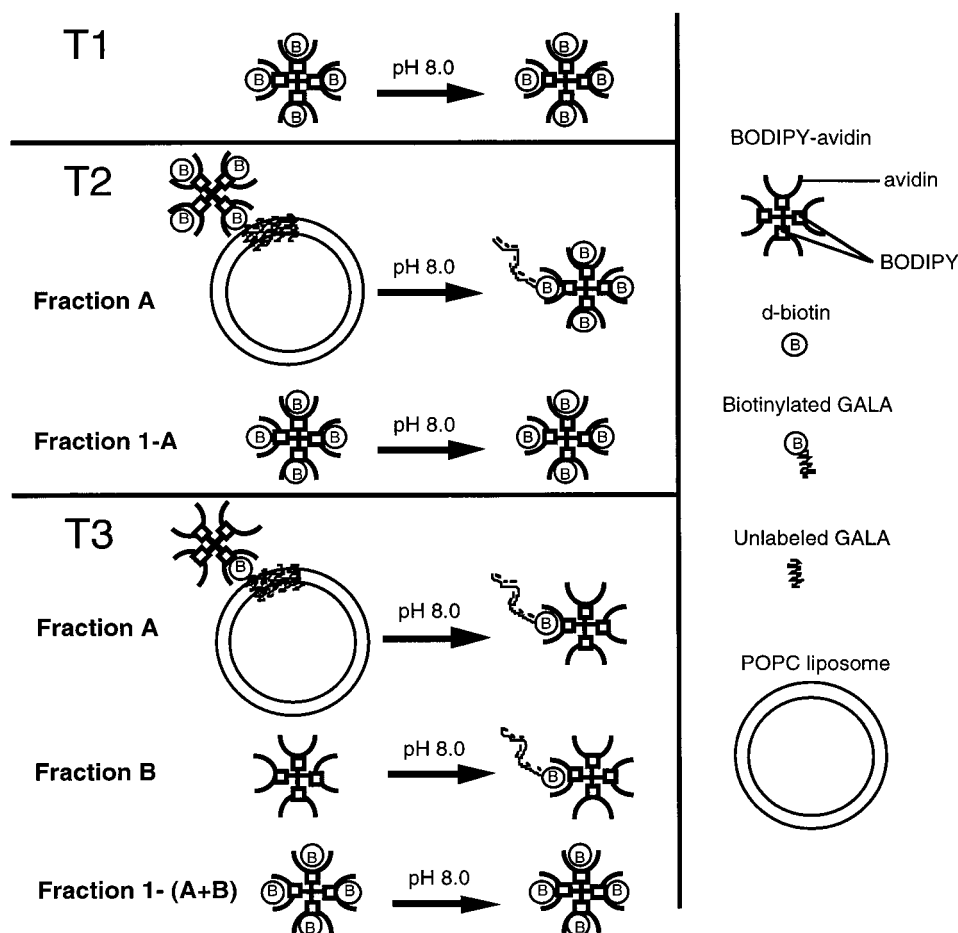 T1
B
B
pH 8.0
B
B
B
B
B
B
T2
B
B
B
B
Fraction A
pH 8.0
B
B
B
B
Fraction 1-A
B
B
B
B
pH 8.0
B
B
B
B
T3
B
Fraction A
pH 8.0
B
Fraction B
pH 8.0
B
Fraction 1- (A+B)
B
B
B
B
pH 8.0
B
B
B
B
BODIPY-avidin
avidin
BODIPY
d-biotin
B
Biotinylated GALA
B
Unlabeled GALA
POPC liposome